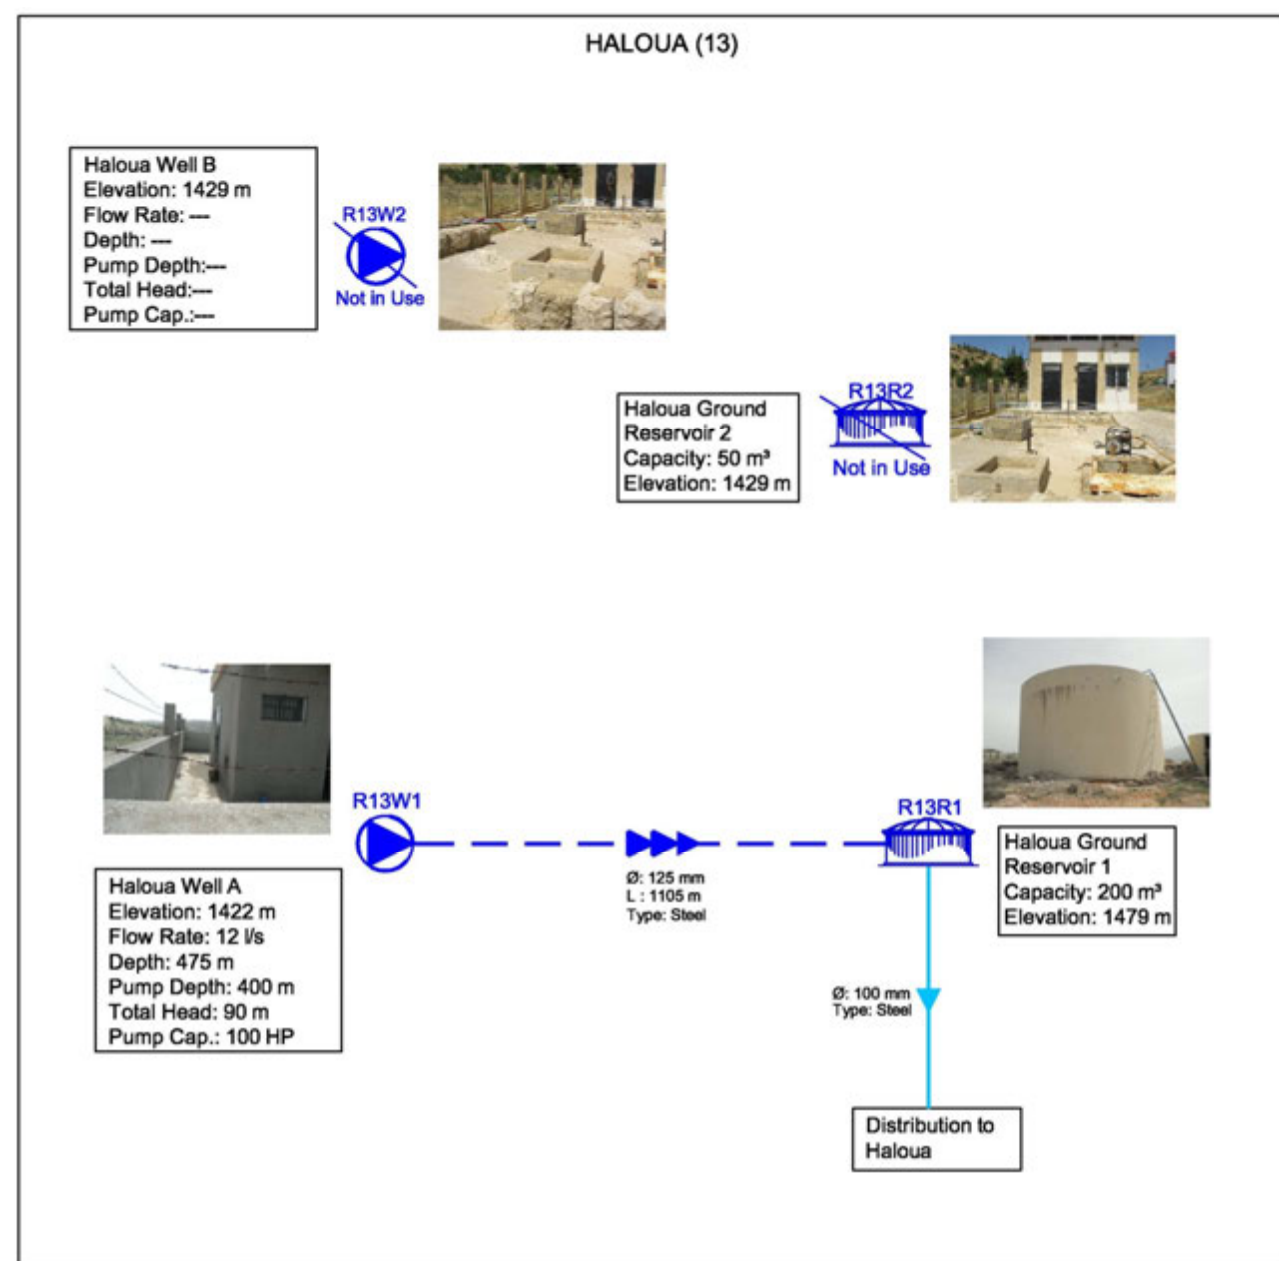 HALOUA (13)
Haloua Well B
Elevation: 1429 m
Flow Rate: ---
Depth: ---
Pump Depth:---
Total Head:---
Pump Cap.:---
R13W2
Not in Use
Haloua Ground
Reservoir 2
Capacity: 50 m³
Elevation: 1429 m
R13R2
Not in Use
R13W1
Haloua Well A
Elevation: 1422 m
Flow Rate: 12 l/s
Depth: 475 m
Pump Depth: 400 m
Total Head: 90 m
Pump Cap.: 100 HP
Ø: 125 mm
L : 1105 m
Type: Steel
R13R1
Haloua Ground
Reservoir 1
Capacity: 200 m³
Elevation: 1479 m
Ø: 100 mm
Type: Steel
Distribution to
Haloua